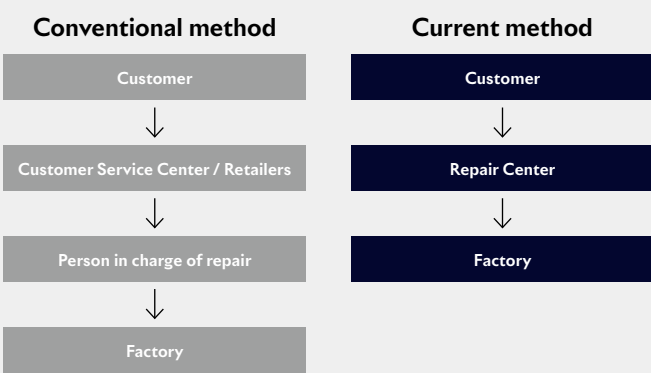 Conventional method
Customer
Customer Service Center / Retailers
Person in charge of repair
Factory
Current method
Customer
Repair Center
Factory